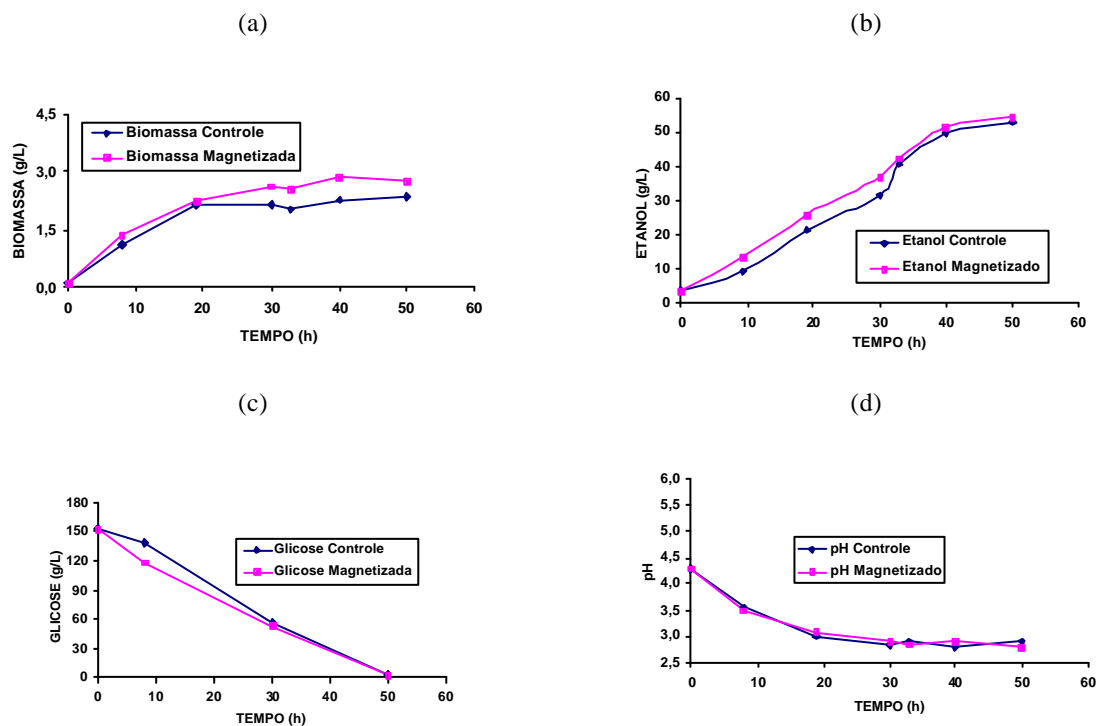 (a)
4,5
3,0
1,5
0,0
BIOMASSA (g/L)
Biomassa Controle
Biomassa Magnetizada
0 10 20 30 40 50 60
TEMPO (h)
(b)
60
50
40
30
20
10
0
ETANOL (g/L)
Etanol Controle
Etanol Magnetizado
0 10 20 30 40 50 60
TEMPO (h)
(c)
180
150
120
90
60
30
0
GLICOSE (g/L)
Glicose Controle
Glicose Magnetizada
0 10 20 30 40 50 60
TEMPO (h)
(d)
6,0
5,5
5,0
4,5
4,0
3,5
3,0
2,5
pH
pH Controle
pH Magnetizado
0 10 20 30 40 50 60
TEMPO (h)